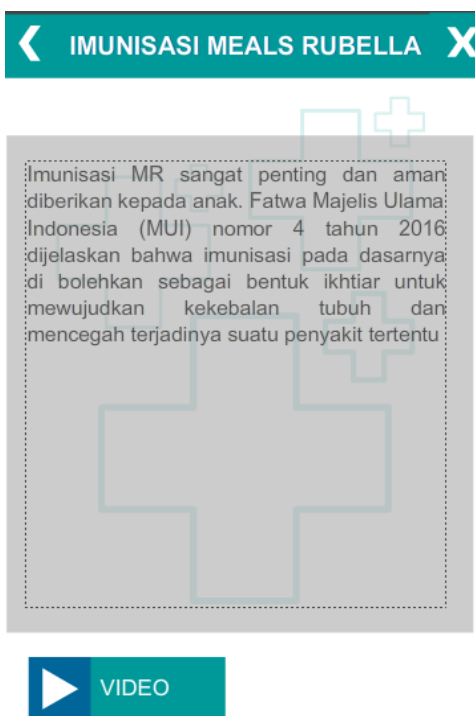 IMUNISASI MEALS RUBELLA X
Imunisasi MR sangat penting dan aman
diberikan kepada anak. Fatwa Majelis Ulama
Indonesia (MUI) nomor 4 tahun 2016
dijelaskan bahwa imunisasi pada dasarnya
di bolehkan sebagai bentuk ikhtiar untuk
mewujudkan kekebalan tubuh dan
mencegah terjadinya suatu penyakit tertentu
VIDEO